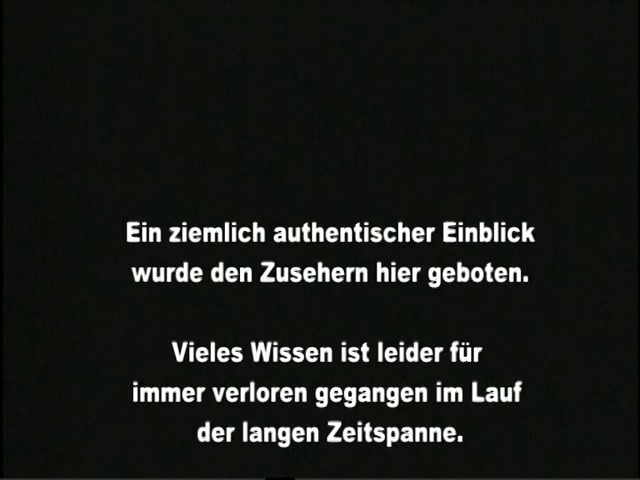 Ein ziemlich authentischer Einblick
wurde den Zusehern hier geboten.
Vieles Wissen ist leider für
immer verloren gegangen im Lauf
der langen Zeitspanne.